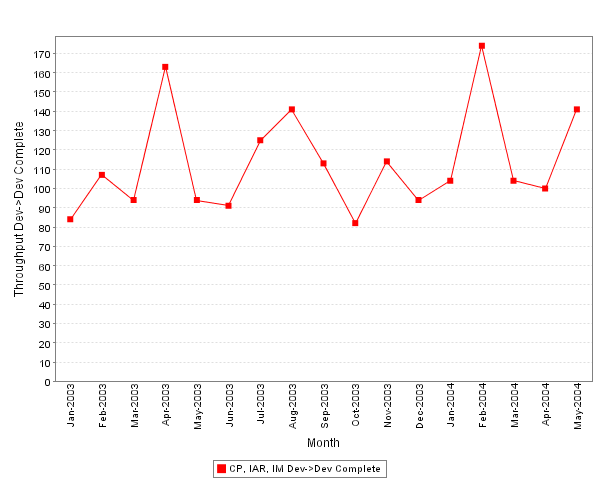 Throughput Dev->Dev Complete
170
160
150
140
130
120
110
100
90
80
70
60
50
40
30
20
10
0
Jan-2003
Feb-2003
Mar-2003
Apr-2003
May-2003
Jun-2003
Jul-2003
Aug-2003
Sep-2003
Oct-2003
Nov-2003
Dec-2003
Jan-2004
Feb-2004
Mar-2004
Apr-2004
May-2004
Month
CP, IAR, IM Dev->Dev Complete